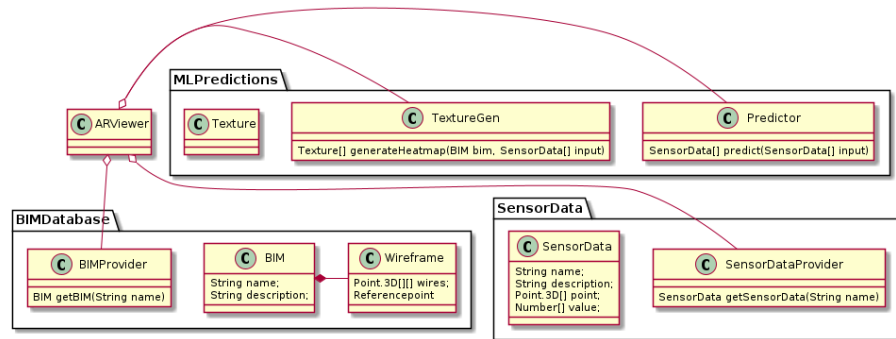 MLPredictions
C ARViewer
C Texture
C TextureGen
Texture[] generateHeatmap(BIM bim, SensorData[] input)
C Predictor
SensorData[] predict(SensorData[] input)
BIMDatabase
C BIMProvider
BIM getBIM(String name)
C BIM
String name;
String description;
C Wireframe
Point.3D[][] wires;
Referencepoint
SensorData
C SensorData
String name;
String description;
Point.3D[] point;
Number[] value;
C SensorDataProvider
SensorData getSensorData(String name)